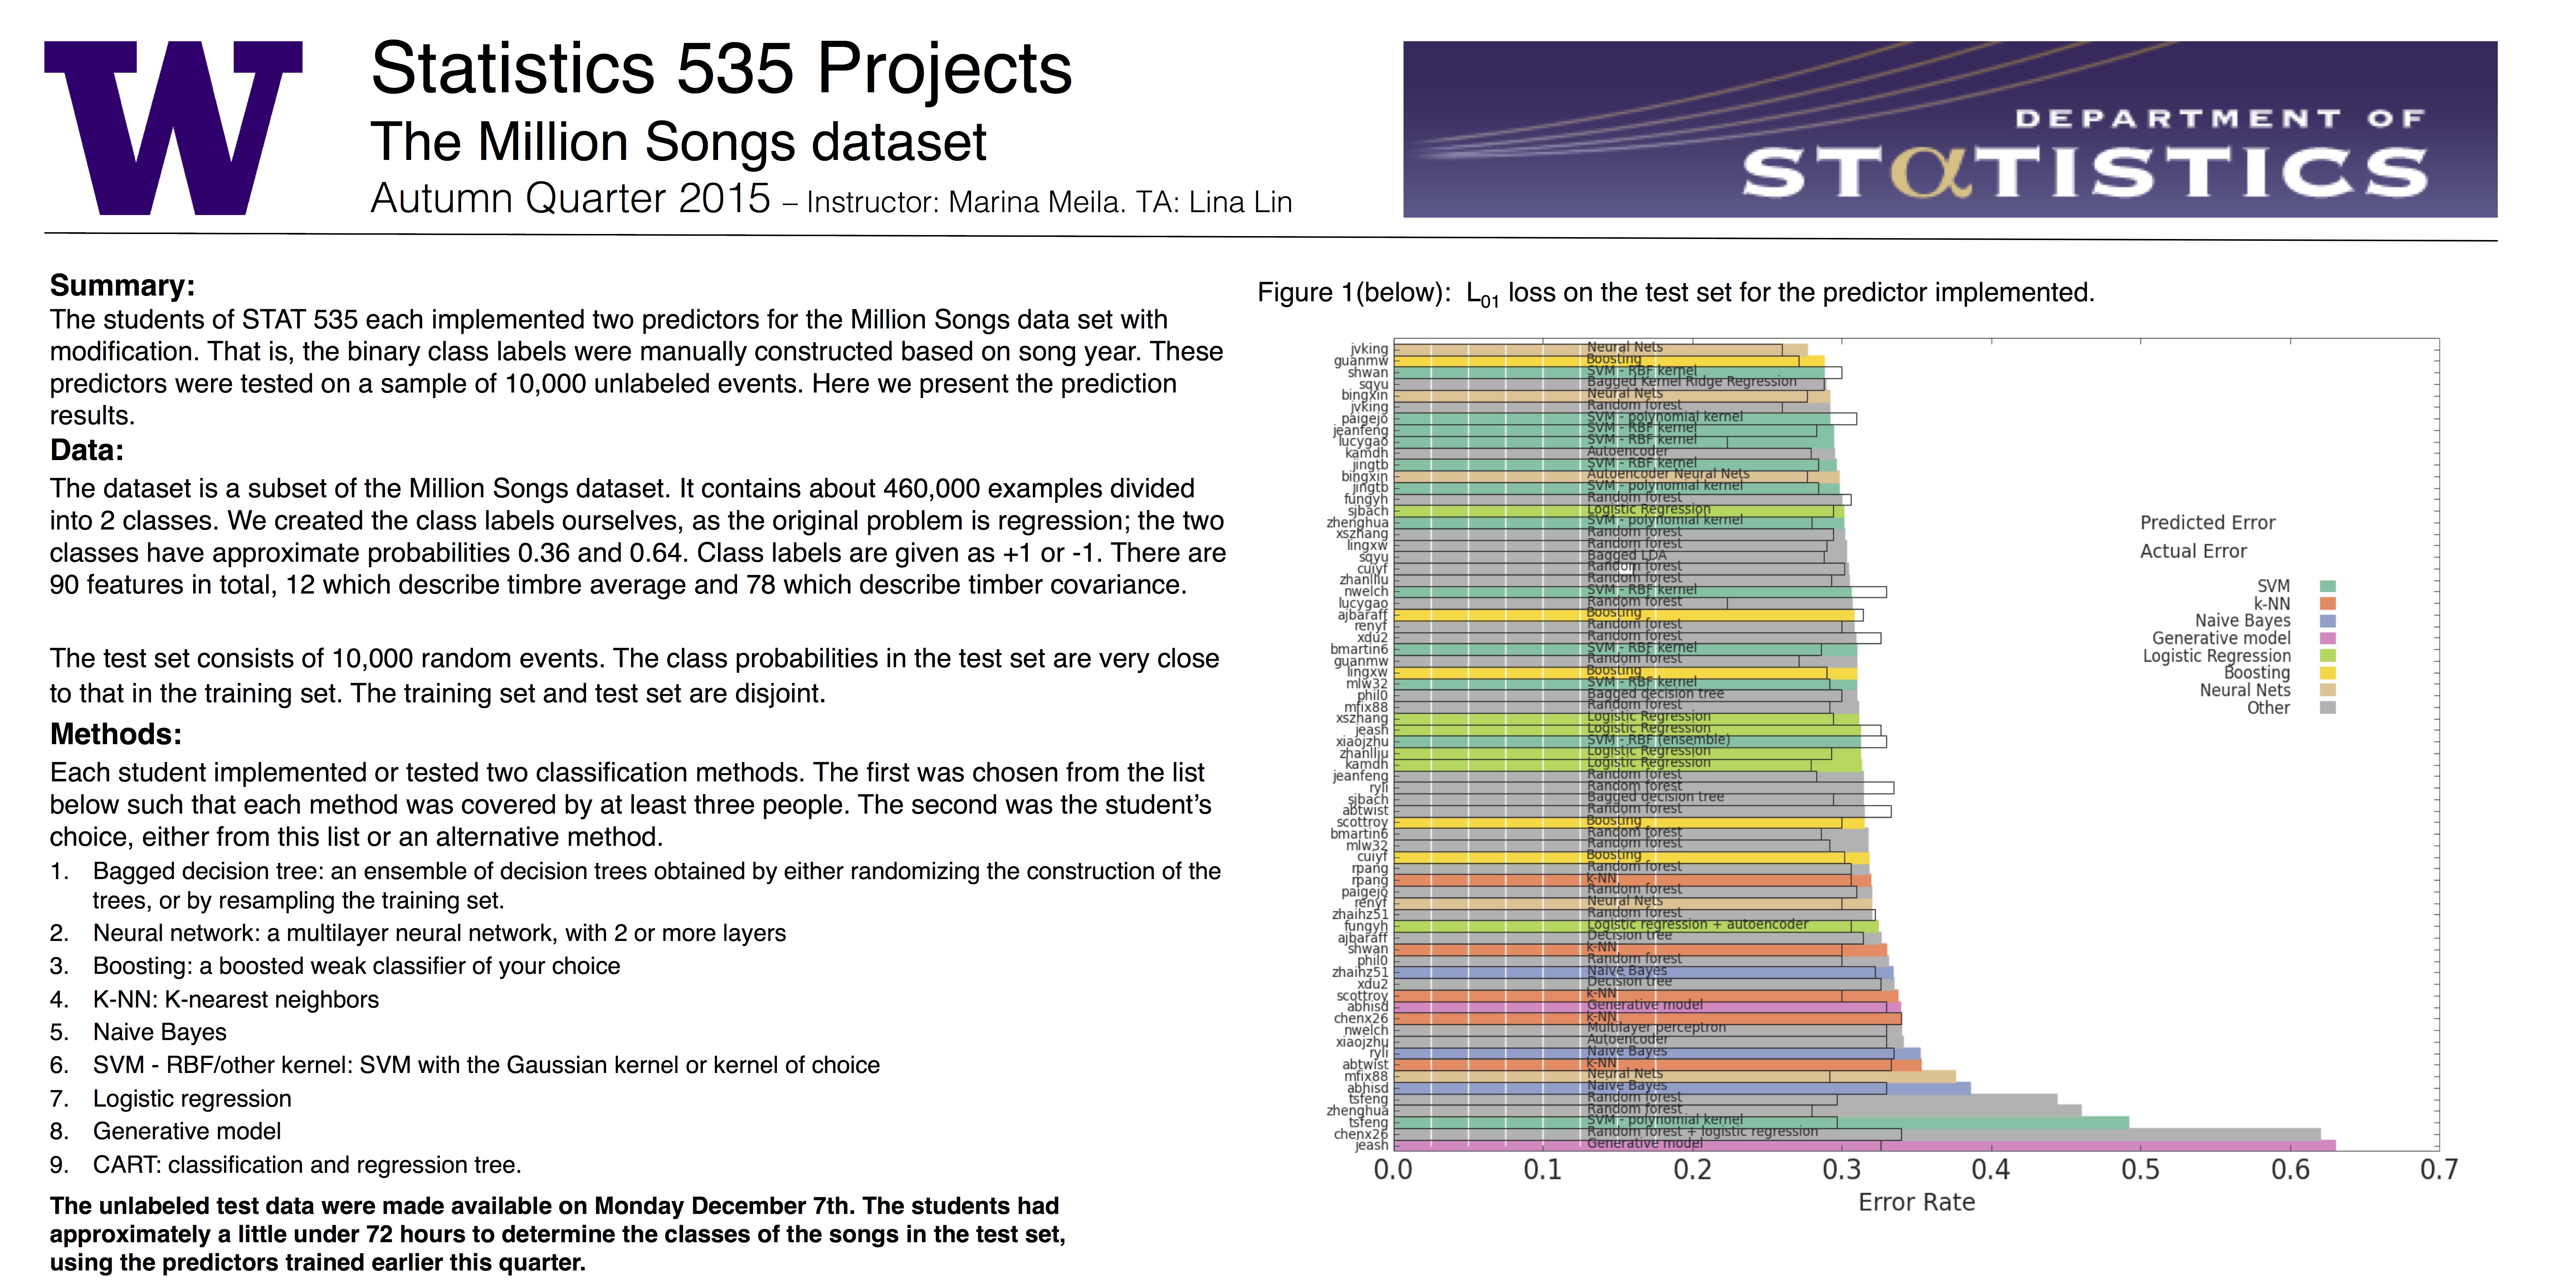 W
Statistics 535 Projects
The Million Songs dataset
Autumn Quarter 2015 – Instructor: Marina Meila. TA: Lina Lin
DEPARTMENT OF
STαTISTICS
Summary:
The students of STAT 535 each implemented two predictors for the Million Songs data set with
modification. That is, the binary class labels were manually constructed based on song year. These
predictors were tested on a sample of 10,000 unlabeled events. Here we present the prediction
results.
Data:
The dataset is a subset of the Million Songs dataset. It contains about 460,000 examples divided
into 2 classes. We created the class labels ourselves, as the original problem is regression; the two
classes have approximate probabilities 0.36 and 0.64. Class labels are given as +1 or -1. There are
90 features in total, 12 which describe timbre average and 78 which describe timber covariance.
The test set consists of 10,000 random events. The class probabilities in the test set are very close
to that in the training set. The training set and test set are disjoint.
Methods:
Each student implemented or tested two classification methods. The first was chosen from the list
below such that each method was covered by at least three people. The second was the student's
choice, either from this list or an alternative method.
1. Bagged decision tree: an ensemble of decision trees obtained by either randomizing the construction of the
trees, or by resampling the training set.
2. Neural network: a multilayer neural network, with 2 or more layers
3. Boosting: a boosted weak classifier of your choice
4. K-NN: K-nearest neighbors
5. Naive Bayes
6. SVM - RBF/other kernel: SVM with the Gaussian kernel or kernel of choice
7. Logistic regression
8. Generative model
9. CART: classification and regression tree.
The unlabeled test data were made available on Monday December 7th. The students had
approximately a little under 72 hours to determine the classes of the songs in the test set,
using the predictors trained earlier this quarter.
Figure 1(below): L01 loss on the test set for the predictor implemented.
jvking Neural Nets
guanmw Boosting
shwan SVM - RBF kernel
sqyu Bagged Kernel Ridge Regression
bingxin Neural Nets
jvking Random forest
paigejo SVM - polynomial kernel
jeanfeng SVM - RBF kernel
lucygao SVM - RBF kernel
kamdh Autoencoder
jingtb SVM - RBF kernel
bingxin Autoencoder Neural Nets
jingtb SVM - polynomial kernel
fungyh Random forest
sjbach Logistic Regression
zhenghua SVM - polynomial kernel
xszhang Random forest
lingxw Random forest
sqyu Bagged LDA
cuiyf Random forest
zhanlliu Random forest
nwelch SVM - RBF kernel
lucygao Random forest
ajbaraff Boosting
renyf Random forest
xdu2 Random forest
bmartin6 SVM - RBF kernel
guanmw Random forest
lingxw Boosting
mlw32 SVM - RBF kernel
phil0 Bagged decision tree
mfix88 Random forest
xszhang Logistic Regression
jeash Logistic Regression
xiaojzhu SVM - RBF (ensemble)
zhanlliu Logistic Regression
kamdh Logistic Regression
jeanfeng Random forest
ryli Random forest
sjbach Bagged decision tree
abtwist Random forest
scottroy Boosting
bmartin6 Random forest
mlw32 Random forest
cuiyf Boosting
rpang Random forest
rpang k-NN
paigejo Random forest
renyf Neural Nets
zhaihz51 Random forest
fungyh Logistic regression + autoencoder
ajbaraff Decision tree
shwan k-NN
phil0 Random forest
zhaihz51 Naive Bayes
xdu2 Decision tree
scottroy k-NN
abhisd Generative model
chenx26 k-NN
nwelch Multilayer perceptron
xiaojzhu Autoencoder
ryli Naive Bayes
abtwist k-NN
mfix88 Neural Nets
abhisd Naive Bayes
tsfeng Random forest
zhenghua Random forest
tsfeng SVM - polynomial kernel
chenx26 Random forest + logistic regression
jeash Generative model
0.0 0.1 0.2 0.3 0.4 0.5 0.6 0.7
Error Rate
Predicted Error
Actual Error
SVM
k-NN
Naive Bayes
Generative model
Logistic Regression
Boosting
Neural Nets
Other